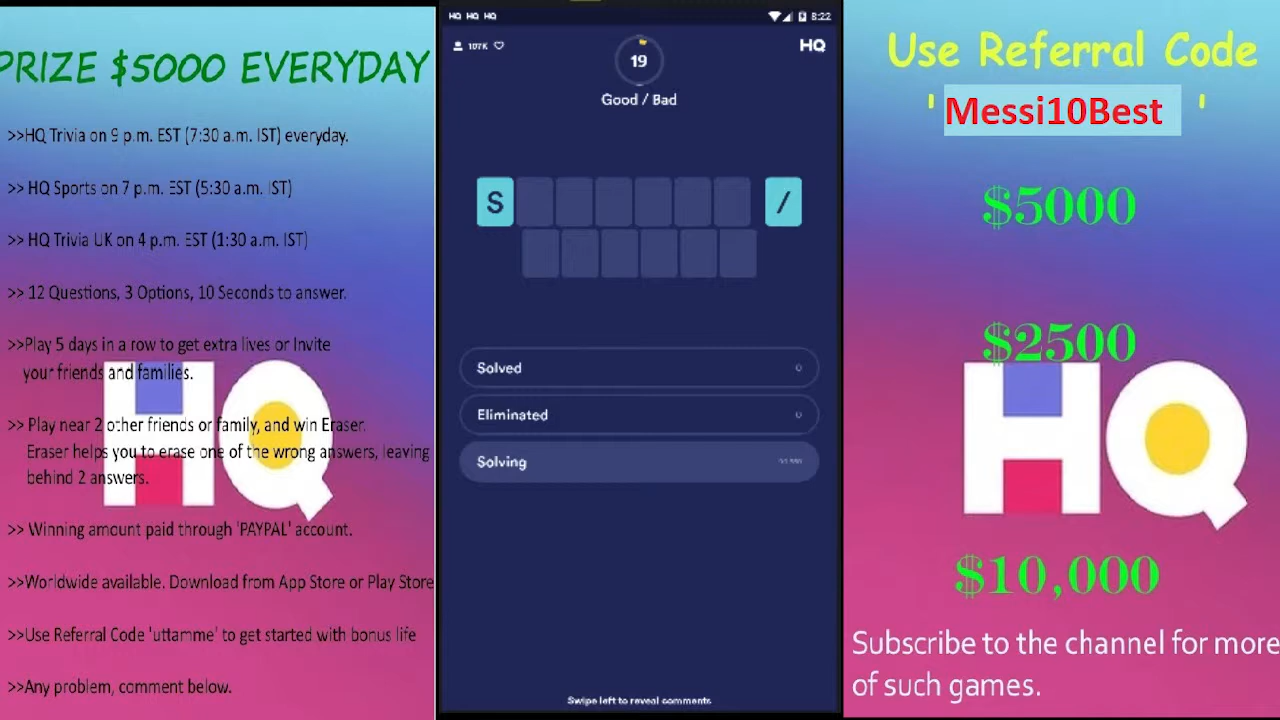 PRIZE $5000 EVERYDAY
>>HQ Trivia on 9 p.m. EST (7:30 a.m. IST) everyday.
>> HQ Sports on 7 p.m. EST (5:30 a.m. IST)
>> HQ Trivia UK on 4 p.m. EST (1:30 a.m. IST)
>> 12 Questions, 3 Options, 10 Seconds to answer.
>>Play 5 days in a row to get extra lives or Invite
your friends and families.
>> Play near 2 other friends or family, and win Eraser.
Eraser helps you to erase one of the wrong answers, leaving
behind 2 answers.
HQ
>> Winning amount paid through 'PAYPAL' account.
>>Worldwide available. Download from App Store or Play Store
>>Use Referral Code 'uttamme' to get started with bonus life
>>Any problem, comment below.
HQ HQ HQ 8:22
107K HQ
19
Good / Bad
S /
Solved 0
Eliminated 0
Solving
Swipe left to reveal comments
Use Referral Code
' Messi10Best '
$5000
$2500
HQ
$10,000
Subscribe to the channel for more
of such games.